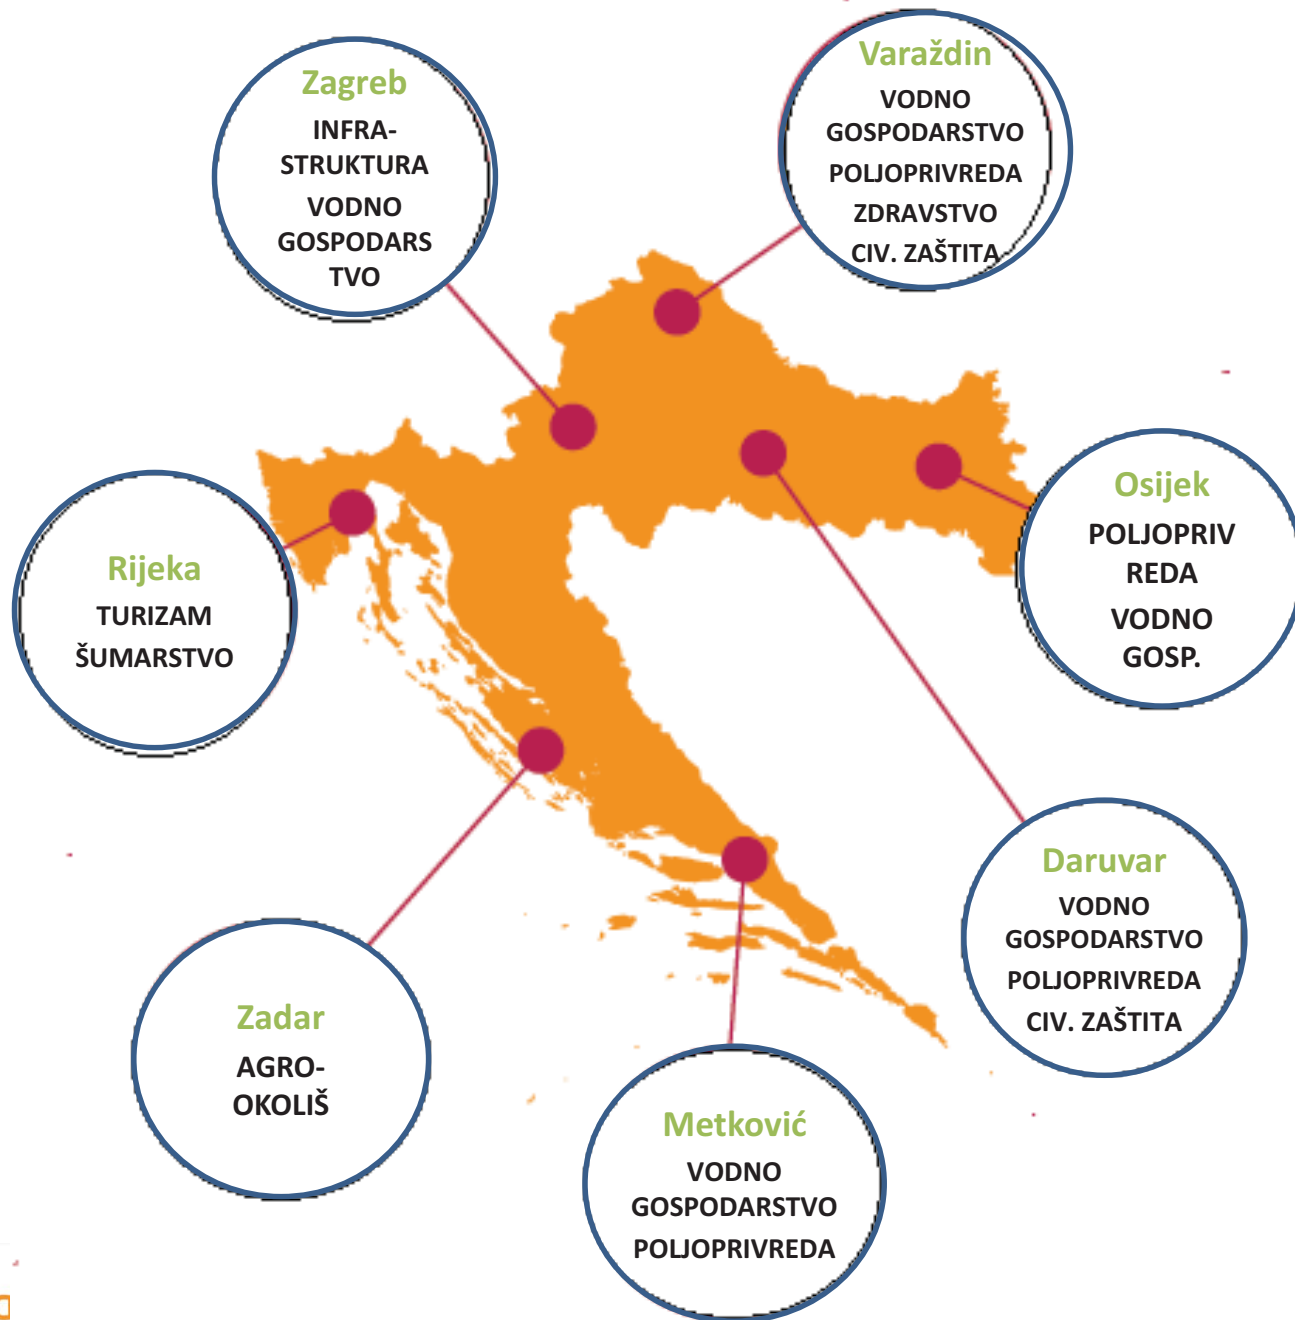 Zagreb
INFRA-
STRUKTURA
VODNO
GOSPODARS
TVO
Varaždin
VODNO
GOSPODARSTVO
POLJOPRIVREDA
ZDRAVSTVO
CIV. ZAŠTITA
Osijek
POLJOPRIV
REDA
VODNO
GOSP.
Rijeka
TURIZAM
ŠUMARSTVO
Daruvar
VODNO
GOSPODARSTVO
POLJOPRIVREDA
CIV. ZAŠTITA
Zadar
AGRO-
OKOLIŠ
Metković
VODNO
GOSPODARSTVO
POLJOPRIVREDA